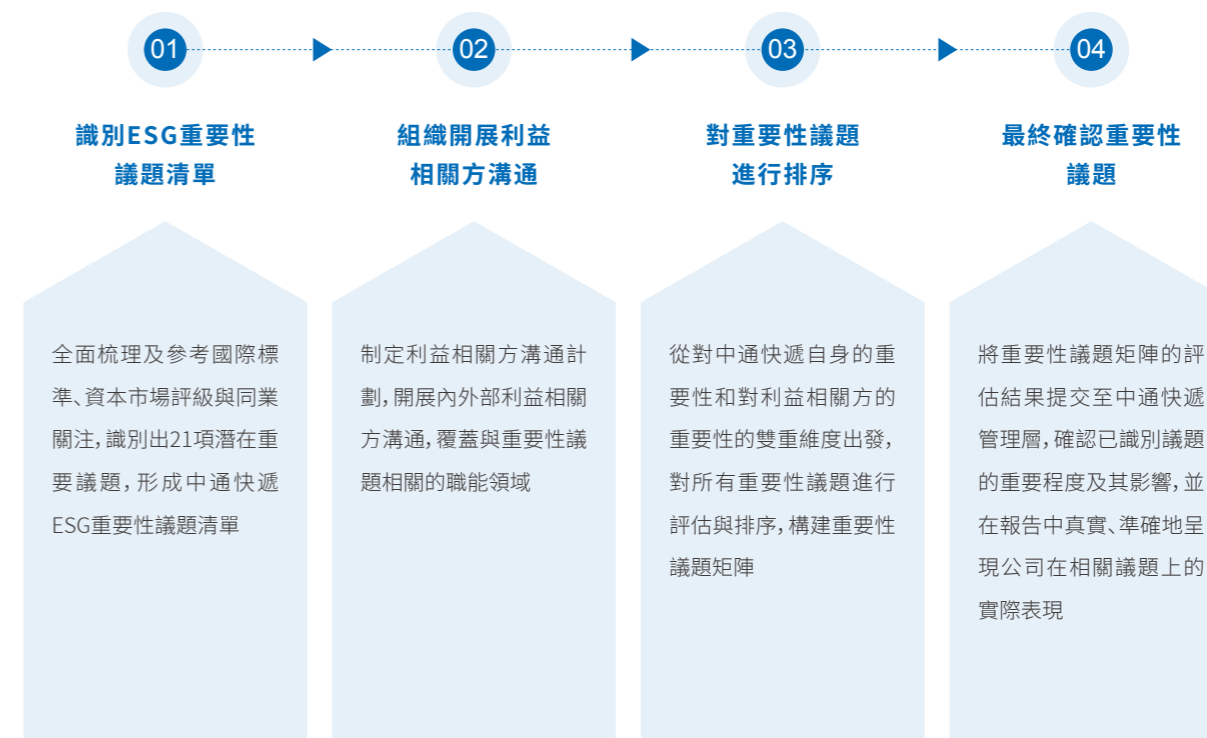 01
02
03
04
識別ESG重要性
議題清單
組織開展利益
相關方溝通
對重要性議題
進行排序
最終確認重要性
議題
全面梳理及參考國際標
準、資本市場評級與同業
關注，識別出21項潛在重
要議題，形成中通快遞
ESG重要性議題清單
制定利益相關方溝通計
劃，開展內外部利益相關
方溝通，覆蓋與重要性議
題相關的職能領域
從對中通快遞自身的重
要性和對利益相關方的
重要性的雙重維度出發，
對所有重要性議題進行
評估與排序，構建重要性
議題矩陣
將重要性議題矩陣的評
估結果提交至中通快遞
管理層，確認已識別議題
的重要程度及其影響，並
在報告中真實、準確地呈
現公司在相關議題上的
實際表現